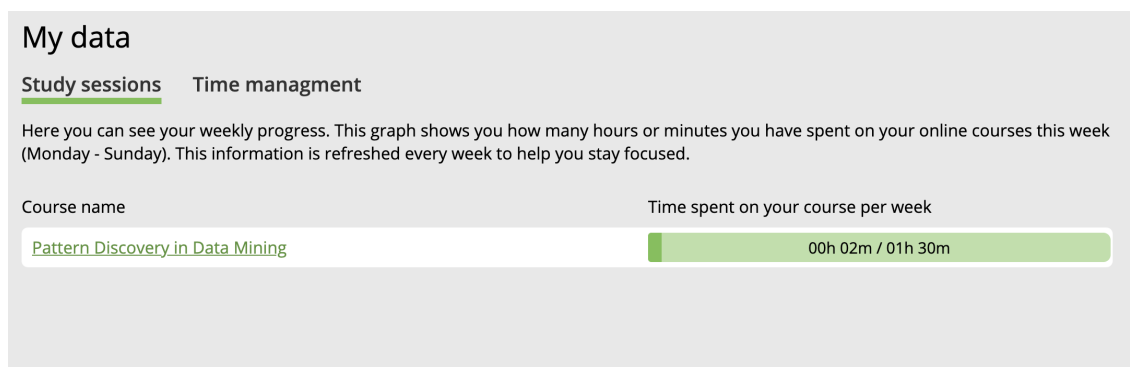 My data
Study sessions Time managment
Here you can see your weekly progress. This graph shows you how many hours or minutes you have spent on your online courses this week
(Monday - Sunday). This information is refreshed every week to help you stay focused.
Course name Time spent on your course per week
Pattern Discovery in Data Mining 00h 02m / 01h 30m